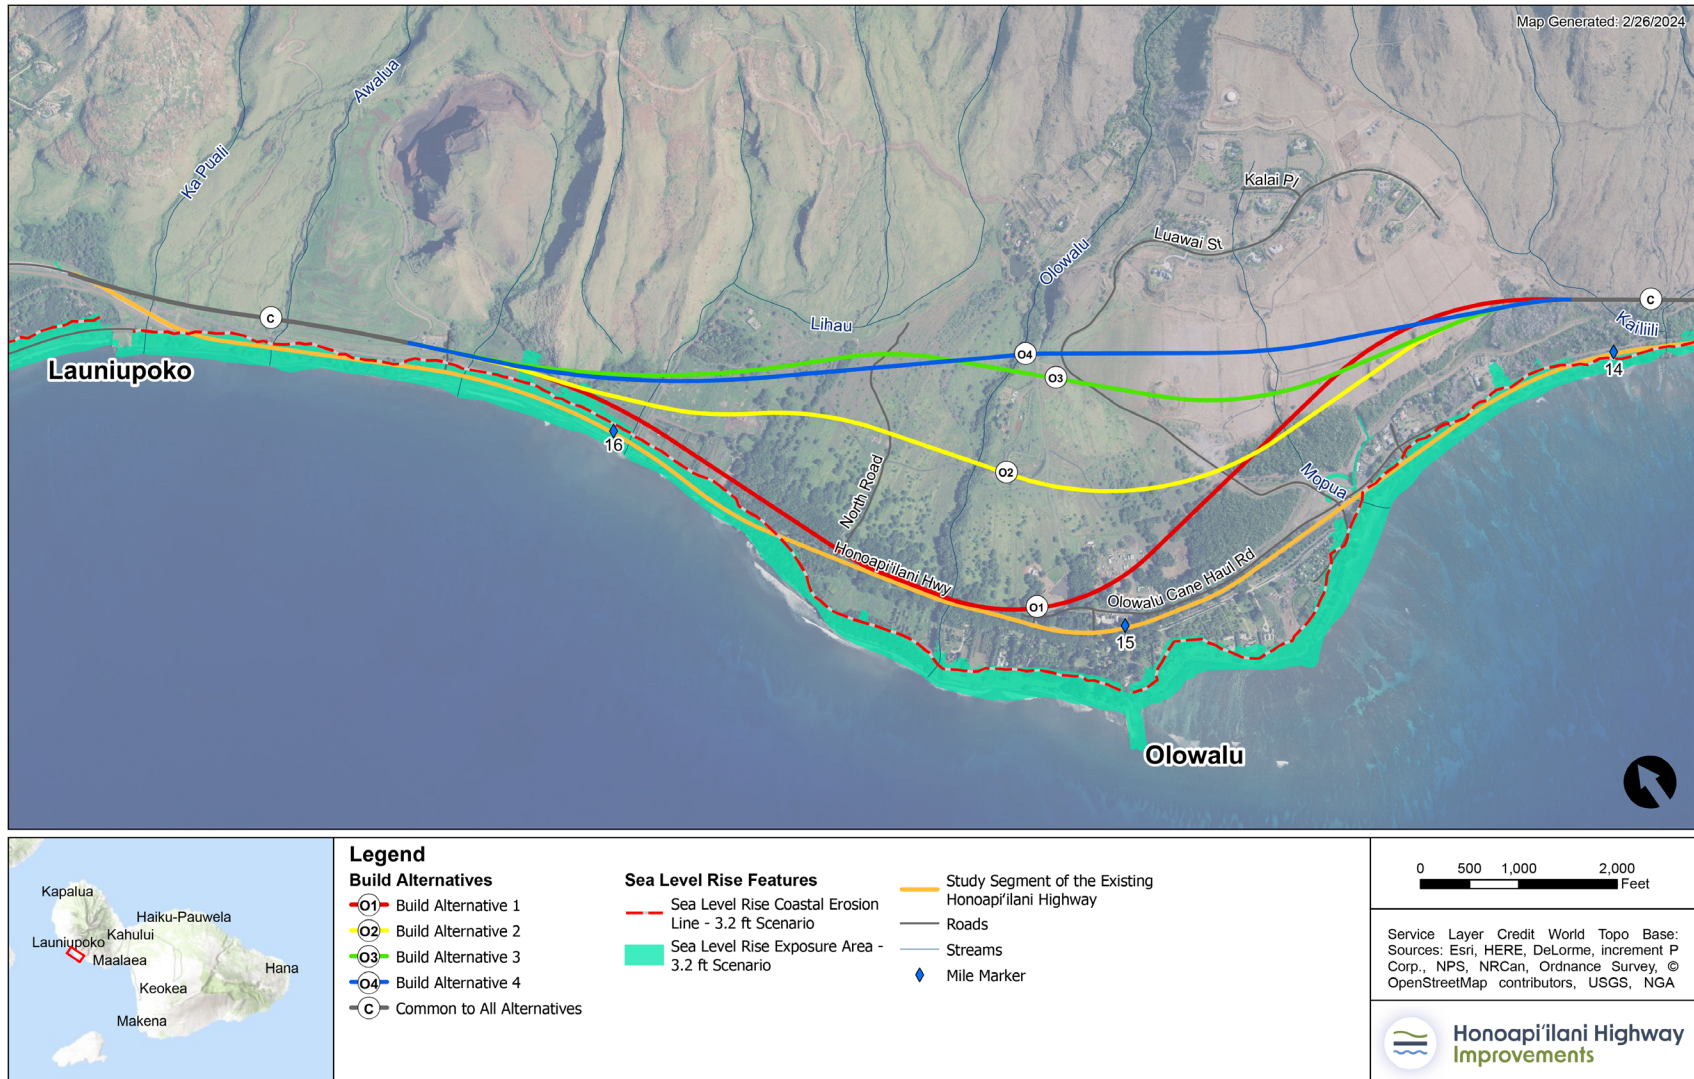 Map Generated: 2/26/2024
Awalua
Ka Puali
Kalai Pl
Luawai St
Olowalu
C
C
Lihau
Kai'iili
O4
O3
14
Launiupoko
16
O2
North Road
Mopua
Honoapi'ilani Hwy
Olowalu Cane Haul Rd
O1
15
Olowalu
Kapalua
Haiku-Pauwela
Kahului
Launiupoko
Maalaea
Hana
Keokea
Makena
Legend
Build Alternatives
O1 Build Alternative 1
O2 Build Alternative 2
O3 Build Alternative 3
O4 Build Alternative 4
C Common to All Alternatives
Sea Level Rise Features
Sea Level Rise Coastal Erosion
Line - 3.2 ft Scenario
Sea Level Rise Exposure Area -
3.2 ft Scenario
Study Segment of the Existing
Honoapi'ilani Highway
Roads
Streams
Mile Marker
0 500 1,000 2,000
Feet
Service Layer Credit World Topo Base:
Sources: Esri, HERE, DeLorme, increment P
Corp., NPS, NRCan, Ordnance Survey, ©
OpenStreetMap contributors, USGS, NGA
Honoapi'ilani Highway
Improvements